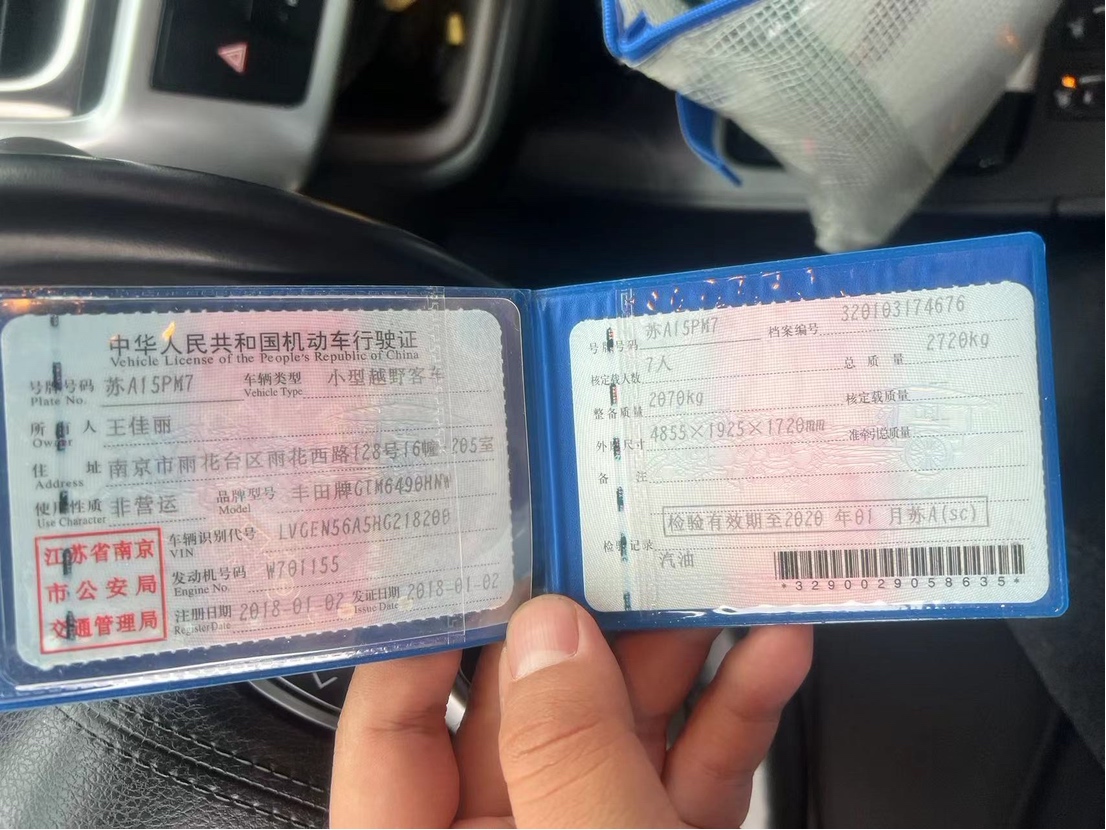 中华人民共和国机动车行驶证
Vehicle License of the People's Republic of China
号牌号码 苏A15PM7 车辆类型 小型越野客车
Plate No. Vehicle Type
所有人 王佳丽
Owner
住址 南京市雨花台区雨花西路128号16幢 205室
Address
使用性质 非营运 品牌型号 丰田牌GTM6490HNW
Use Character Model
江苏省南京
市公安局
交通管理局
车辆识别代号 LVGEN56A5HG218200
VIN
发动机号码 W701155
Engine No.
注册日期 2018-01-02 发证日期 2018-01-02
Register Date Issue Date
号牌号码 苏A15PM7 档案编号 320103174676
核定载人数 7人 总质量 2720kg
整备质量 2070kg 核定载质量
外廓尺寸 4855×1925×1720mm 准牵引总质量
备注
检验有效期至2020 年01 月苏A(sc)
检验记录
汽油
*3290029058635*